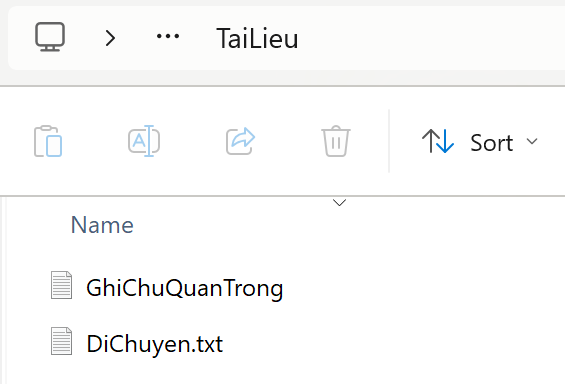 TaiLieu
Sort
Name
GhiChuQuanTrong
DiChuyen.txt